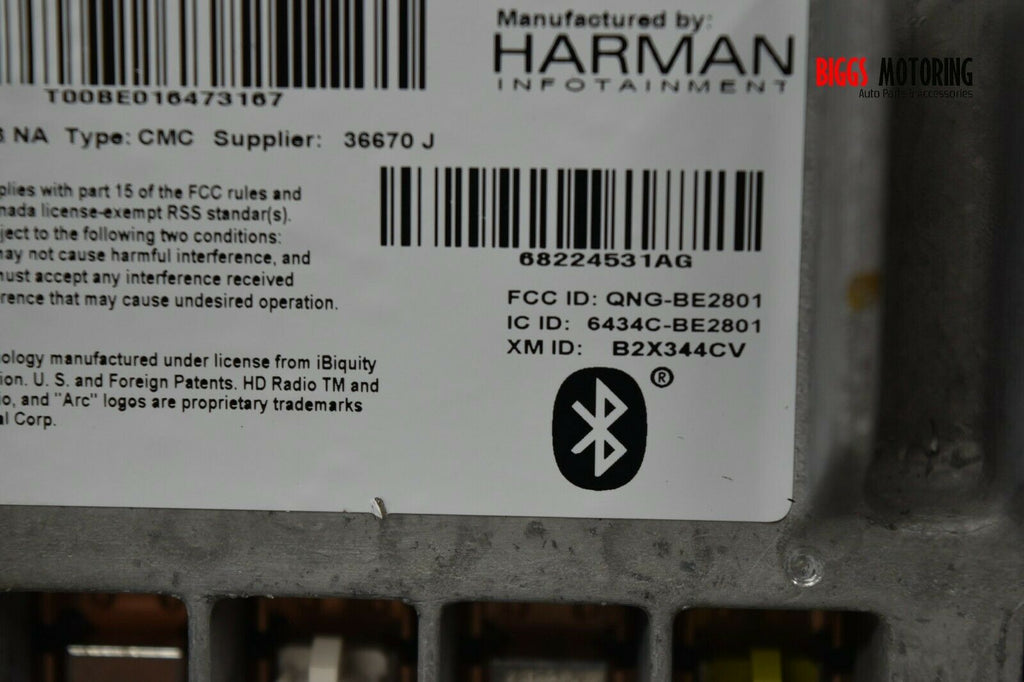 Manufactured by:
HARMAN
INFOTAINMENT
BIGGS MOTORING
Auto Parts & Accessories
T00BE016473167
NA Type: CMC Supplier: 36670 J
plies with part 15 of the FCC rules and
nada license-exempt RSS standar(s).
ject to the following two conditions:
may not cause harmful interference, and
must accept any interference received
rence that may cause undesired operation.
68224531AG
FCC ID: QNG-BE2801
IC ID: 6434C-BE2801
XM ID: B2X344CV
ology manufactured under license from iBiquity
ion. U. S. and Foreign Patents. HD Radio TM and
io, and "Arc" logos are proprietary trademarks
al Corp.
®